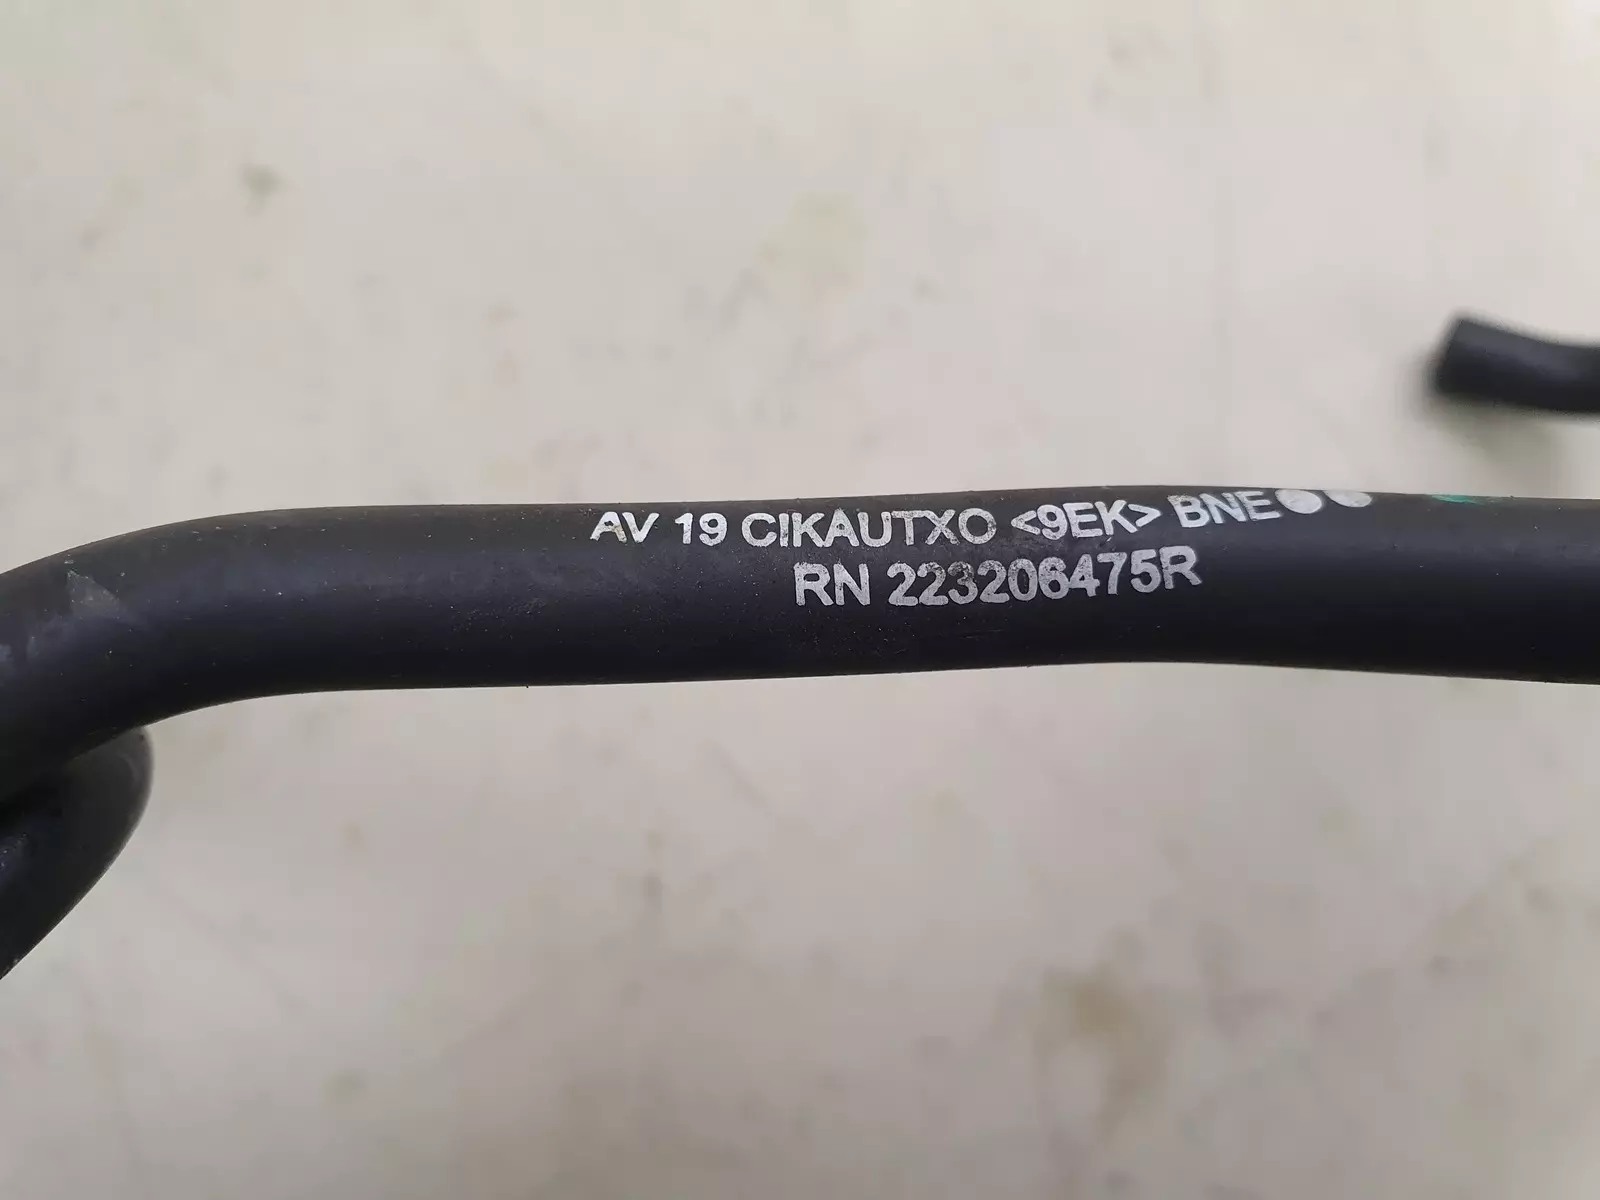 AV 19 CIKAUTXO <9EK> BNE●●
RN 223206475R